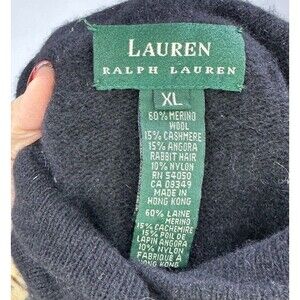 LAUREN
RALPH LAUREN
XL
60% MERINO
WOOL
15% CASHMERE
15% ANGORA
RABBIT HAIR
10% NYLON
RN 54050
CA 08349
MADE IN
HONG KONG
60% LAINE
MERINO
15% CACHEMIRE
15% POIL DE
LAPIN ANGORA
10% NYLON
FABRIQUÉ À
HONG KONG